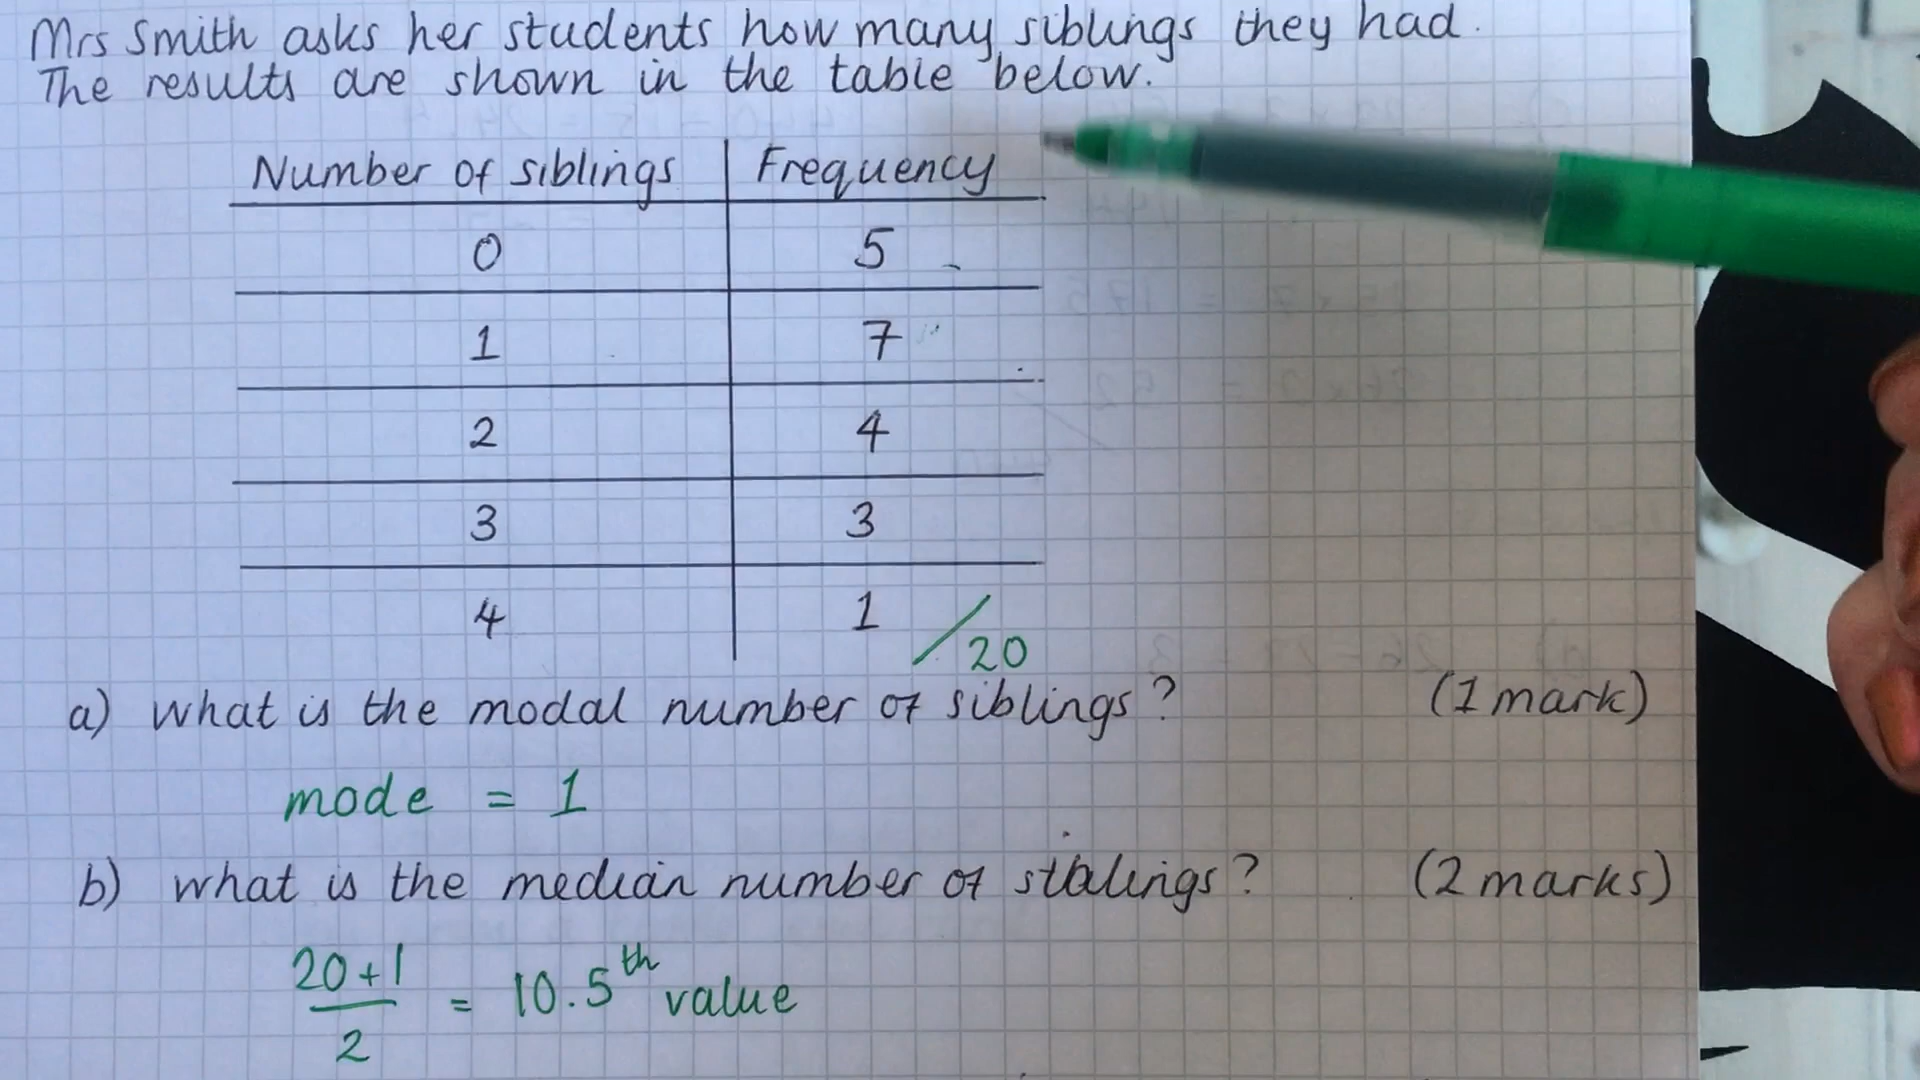 Mrs Smith asks her students how many siblings they had.
The results are shown in the table below.
Number of siblings Frequency
0 5
1 7
2 4
3 3
4 1 /20
a) what is the modal number of siblings? (1 mark)
mode = 1
b) what is the median number of siblings? (2 marks)
20+1
2
= 10.5th value